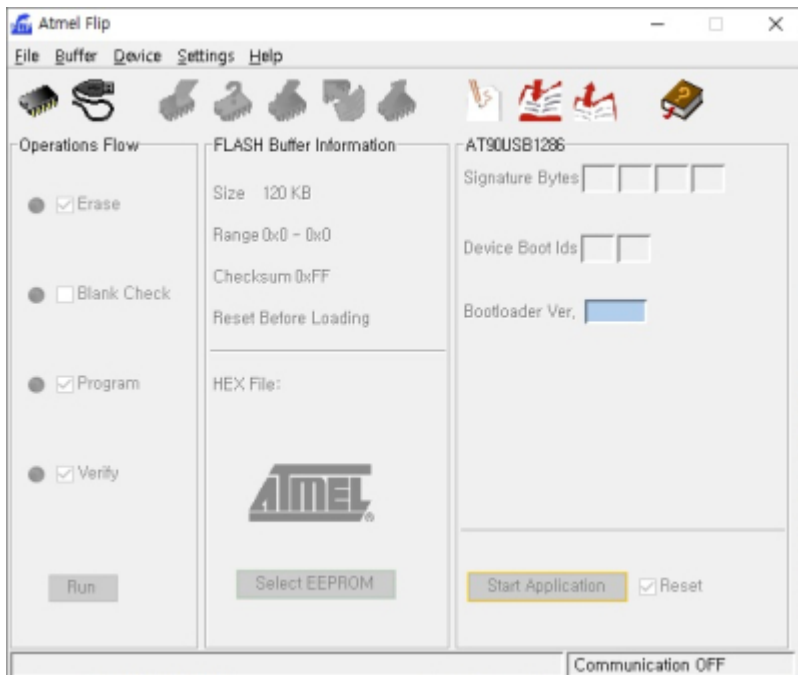 Atmel Flip
File Buffer Device Settings Help
Operations Flow
Erase
Blank Check
Program
Verify
Run
FLASH Buffer Information
Size 120 KB
Range 0x0 - 0x0
Checksum 0xFF
Reset Before Loading
HEX File:
ATMEL
Select EEPROM
AT90USB1286
Signature Bytes
Device Boot Ids
Bootloader Ver.
Start Application Reset
Communication OFF